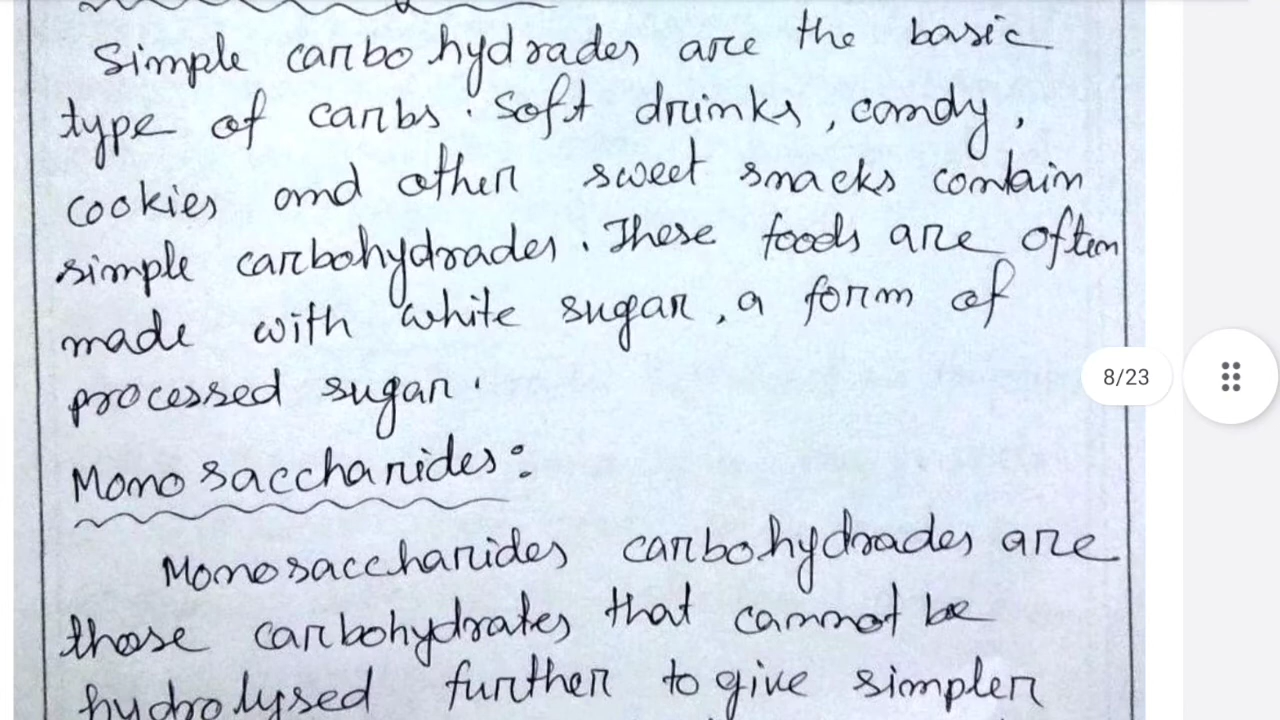 Simple carbohydrades are the basic
type of carbs. Soft drinks, candy,
cookies and other sweet snacks contain
simple carbohydrades. These foods are often
made with white sugar, a form of
processed sugar.
8/23
Monosaccharides:
Monosaccharides carbohydrades are
those carbohydrates that cannot be
hydrolysed further to give simpler